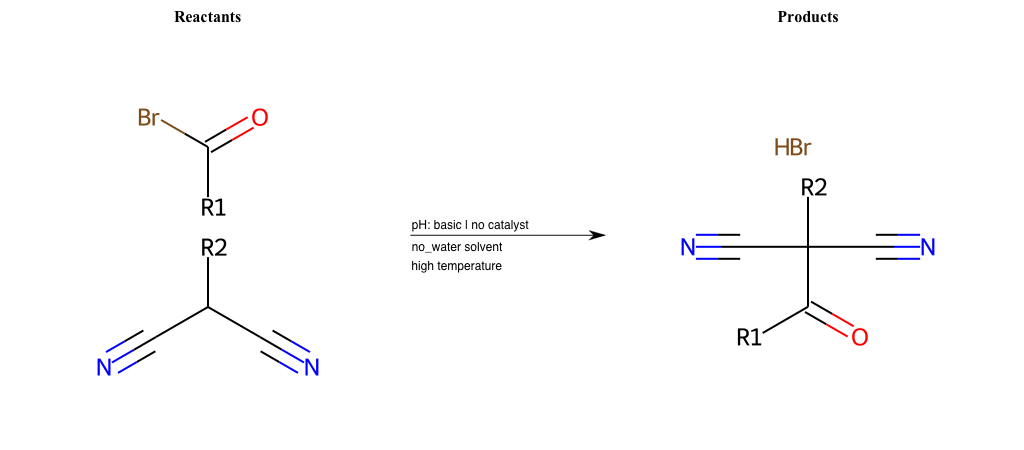 Reactants
Products
Br
O
R1
R2
N
N
pH: basic | no catalyst
no_water solvent
high temperature
HBr
R2
N
N
R1
O